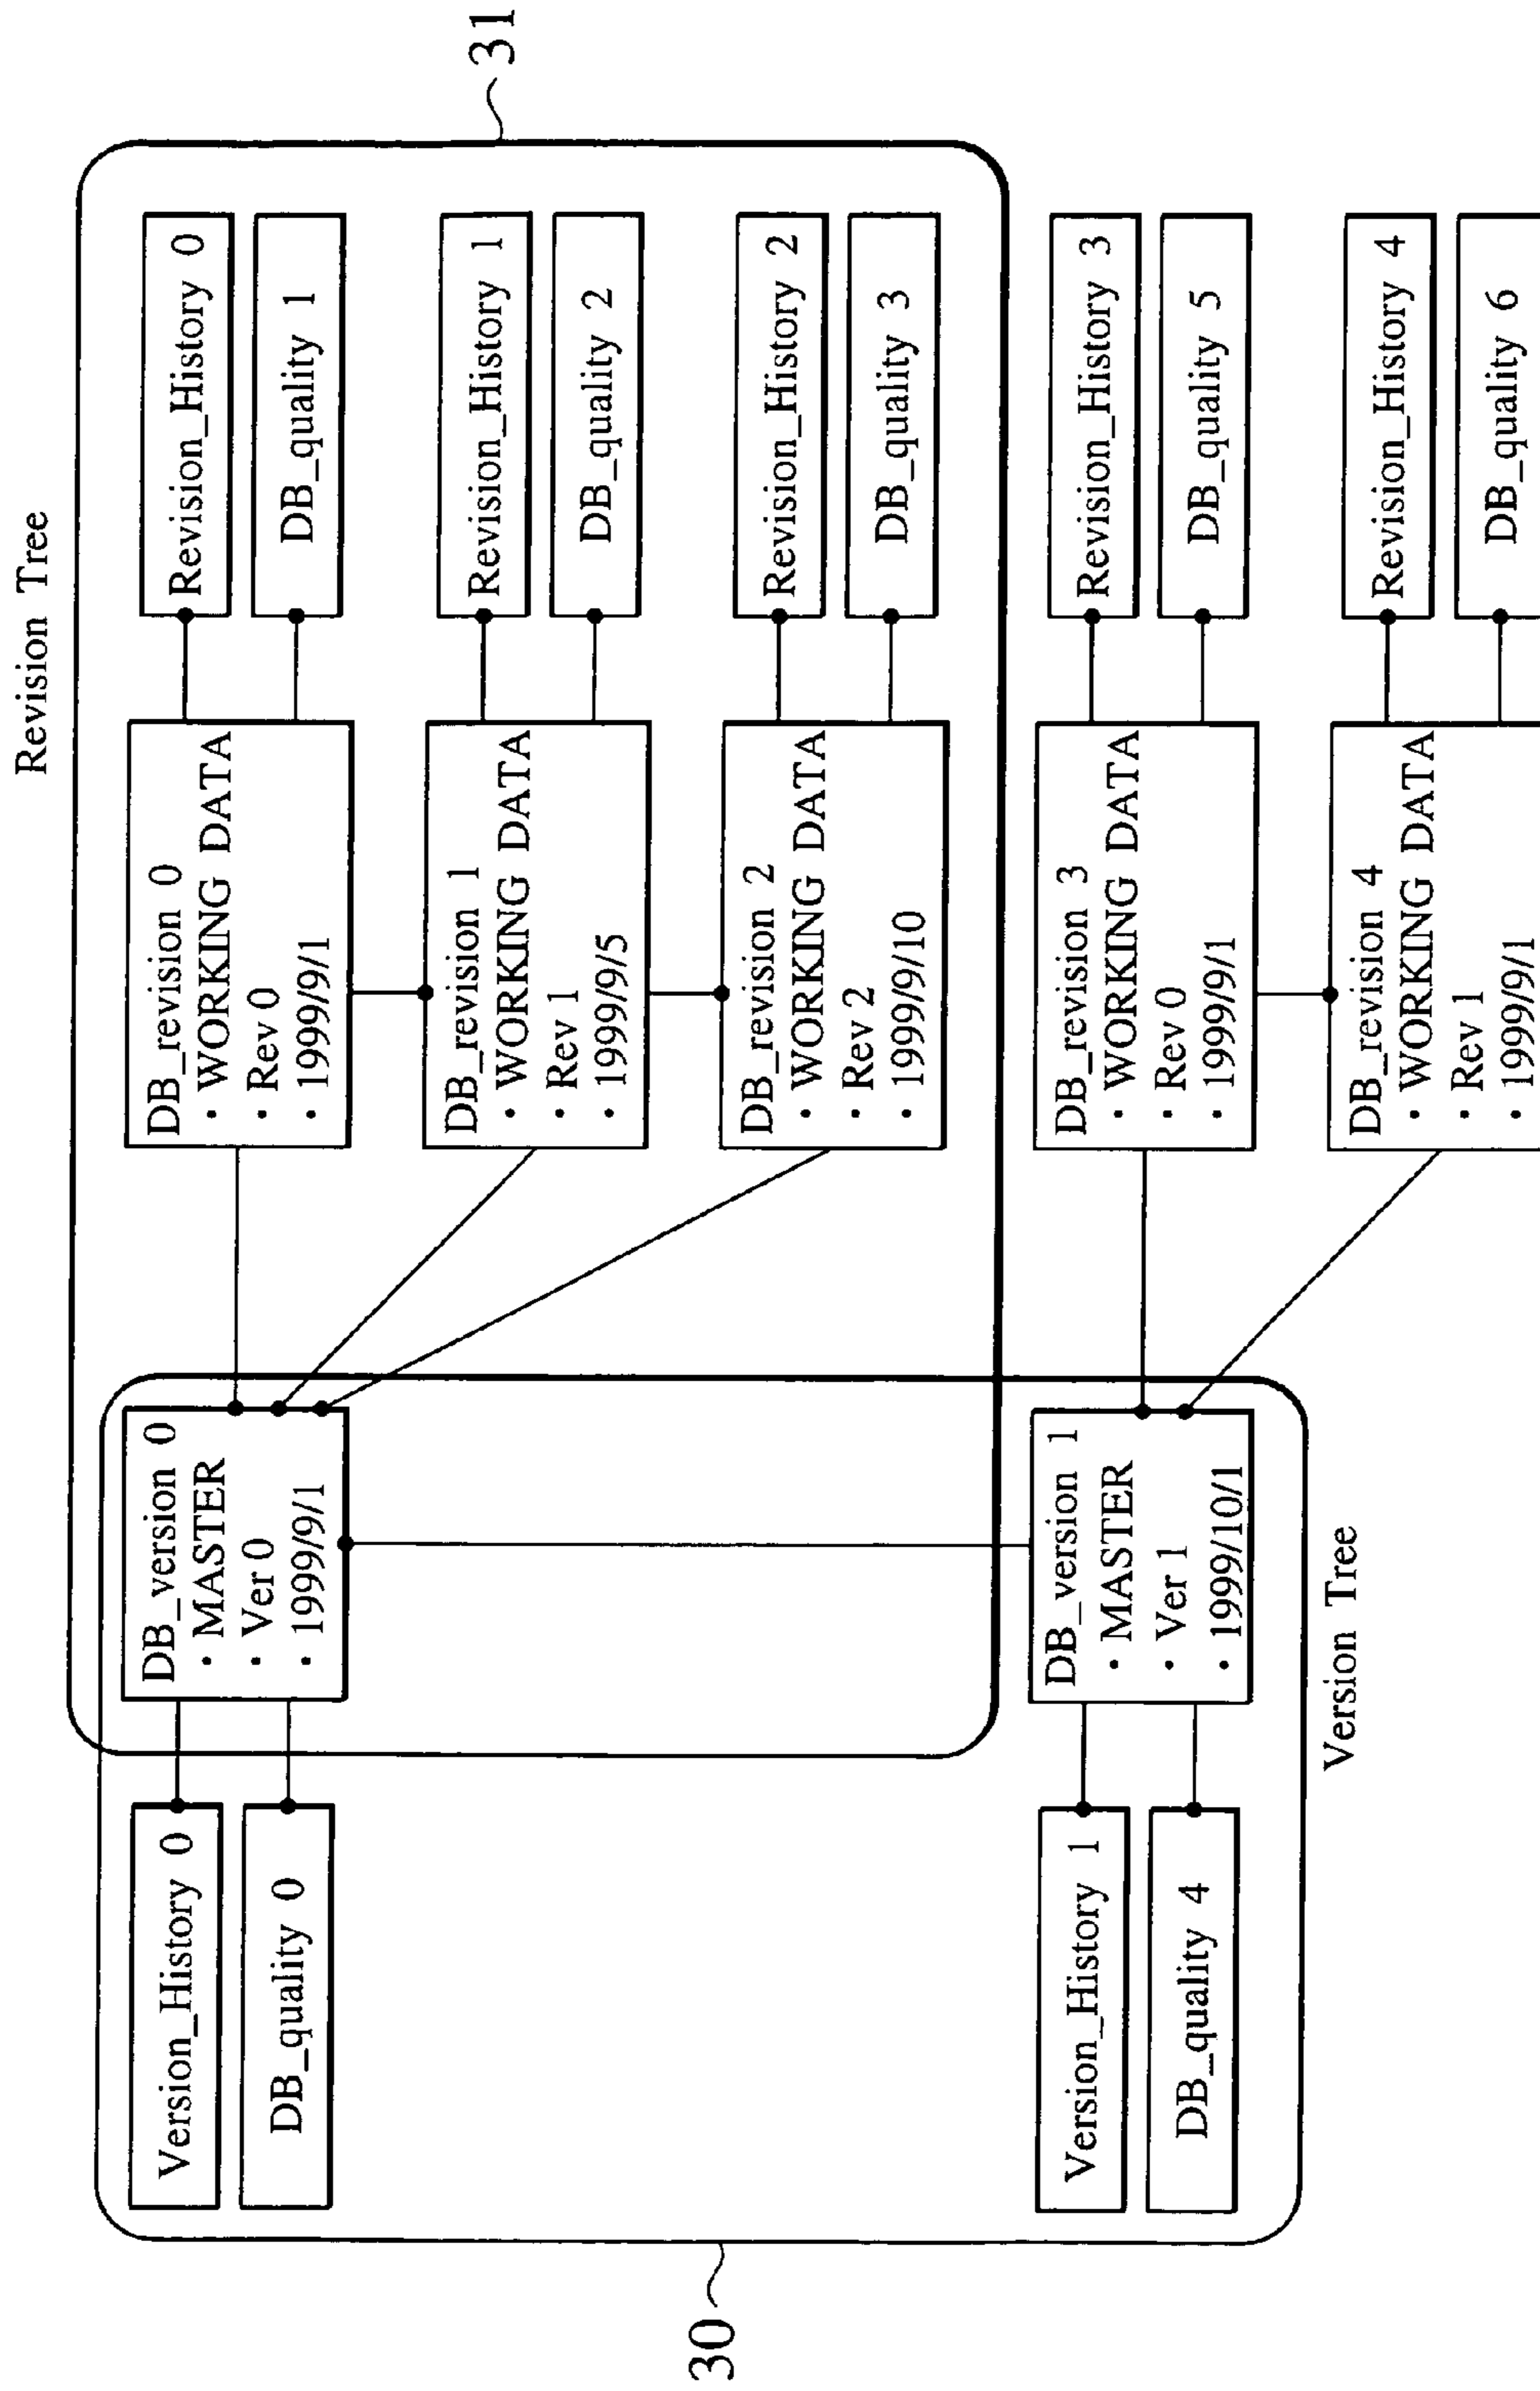 Revision Tree
31
DB_revision 0
• WORKING DATA
• Rev 0
• 1999/9/1
Revision_History 0
DB_quality 1
DB_revision 1
• WORKING DATA
• Rev 1
• 1999/9/5
Revision_History 1
DB_quality 2
DB_revision 2
• WORKING DATA
• Rev 2
• 1999/9/10
Revision_History 2
DB_quality 3
DB_version 0
• MASTER
• Ver 0
• 1999/9/1
Version_History 0
DB_quality 0
30
DB_version 1
• MASTER
• Ver 1
• 1999/10/1
Version_History 1
DB_quality 4
Version Tree
DB_revision 3
• WORKING DATA
• Rev 0
• 1999/9/1
Revision_History 3
DB_quality 5
DB_revision 4
• WORKING DATA
• Rev 1
• 1999/9/1
Revision_History 4
DB_quality 6